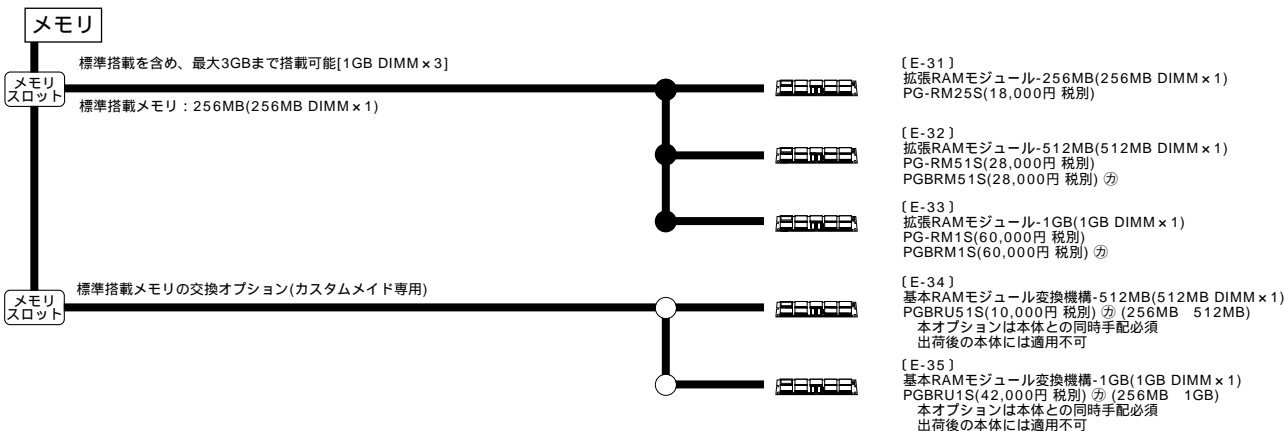 メモリ
標準搭載を含め、最大3GBまで搭載可能[1GB DIMM×3]
メモリ
スロット
標準搭載メモリ：256MB(256MB DIMM×1)
〔E-31〕
拡張RAMモジュール-256MB(256MB DIMM×1)
PG-RM25S(18,000円 税別)
〔E-32〕
拡張RAMモジュール-512MB(512MB DIMM×1)
PG-RM51S(28,000円 税別)
PGBRM51S(28,000円 税別) ㋕
〔E-33〕
拡張RAMモジュール-1GB(1GB DIMM×1)
PG-RM1S(60,000円 税別)
PGBRM1S(60,000円 税別) ㋕
メモリ
スロット
標準搭載メモリの交換オプション(カスタムメイド専用)
〔E-34〕
基本RAMモジュール変換機構-512MB(512MB DIMM×1)
PGBRU51S(10,000円 税別) ㋕ (256MB　512MB)
本オプションは本体との同時手配必須
出荷後の本体には適用不可
〔E-35〕
基本RAMモジュール変換機構-1GB(1GB DIMM×1)
PGBRU1S(42,000円 税別) ㋕ (256MB　1GB)
本オプションは本体との同時手配必須
出荷後の本体には適用不可